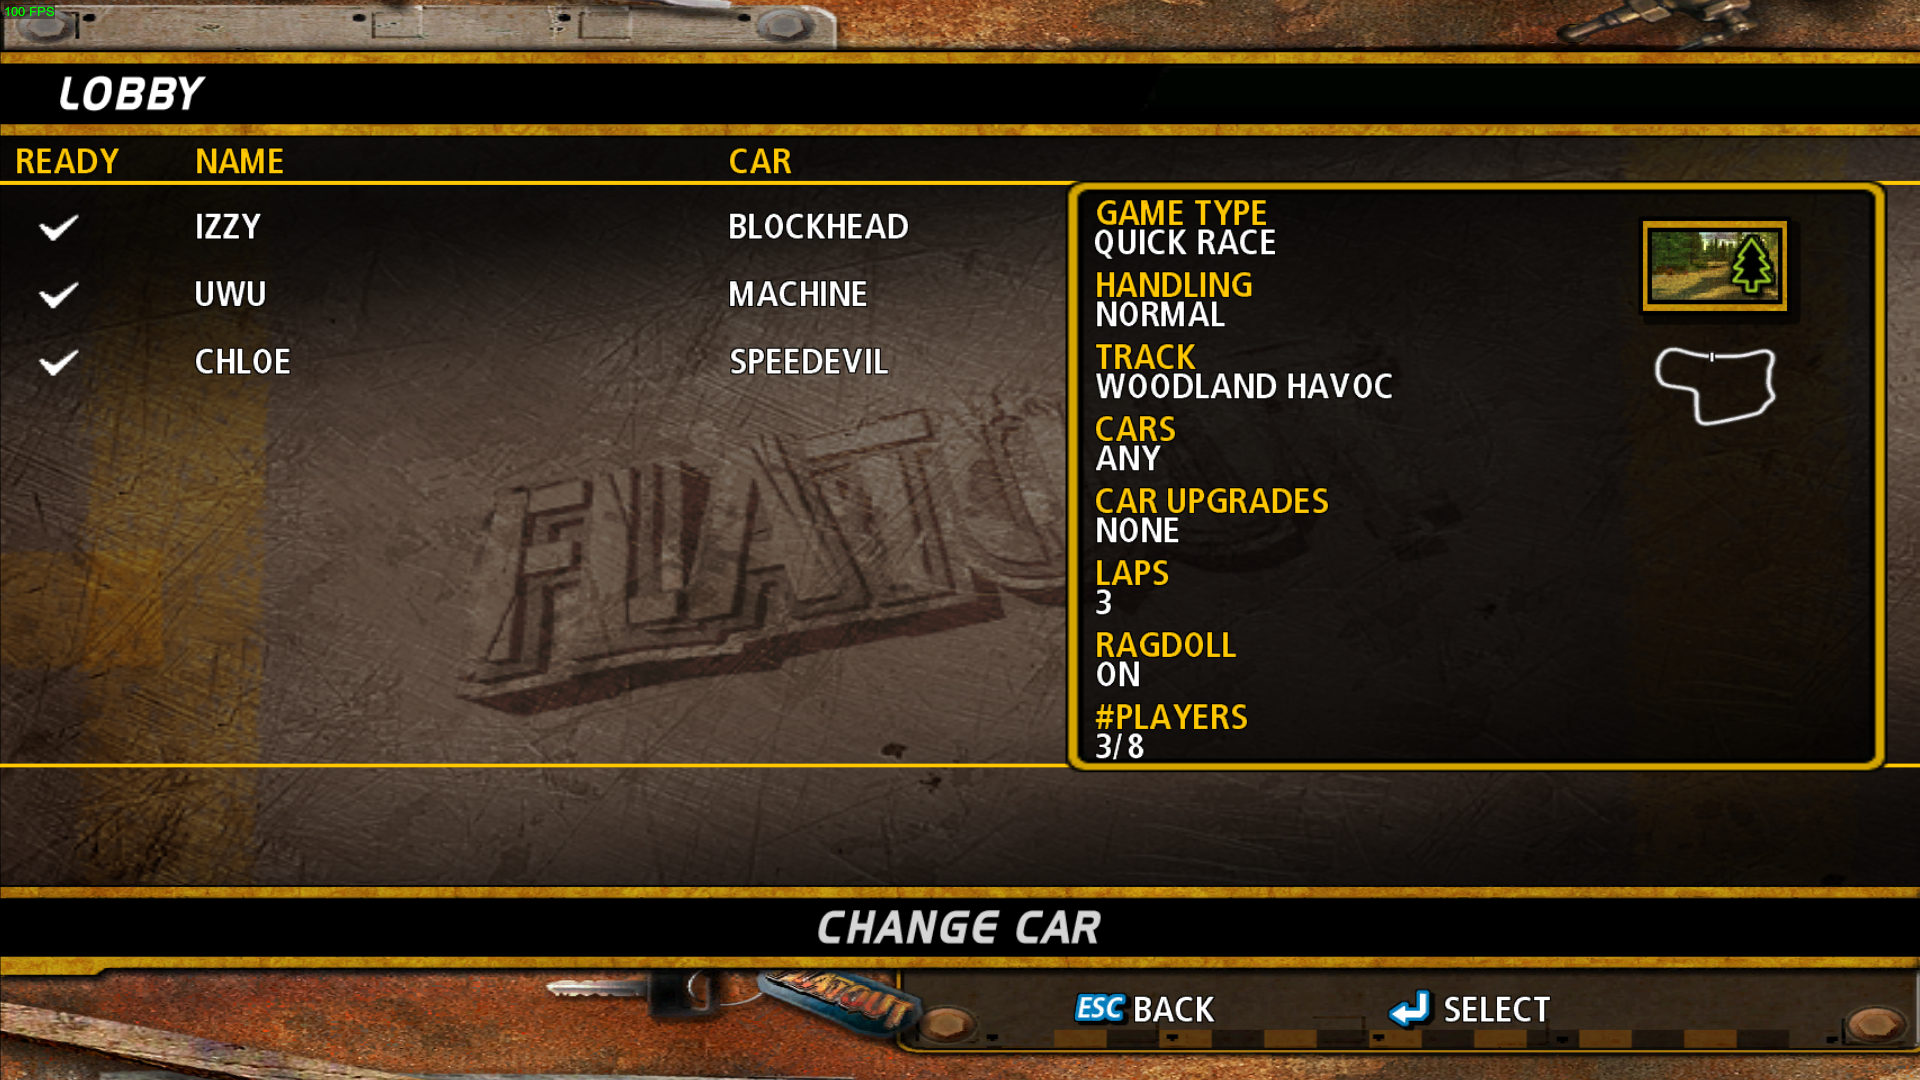 100 FPS
LOBBY
READY NAME CAR
IZZY BLOCKHEAD
UWU MACHINE
CHLOE SPEEDEVIL
GAME TYPE
QUICK RACE
HANDLING
NORMAL
TRACK
WOODLAND HAVOC
CARS
ANY
CAR UPGRADES
NONE
LAPS
3
RAGDOLL
ON
#PLAYERS
3/8
FLATOUT
CHANGE CAR
FLATOUT
ESC BACK SELECT